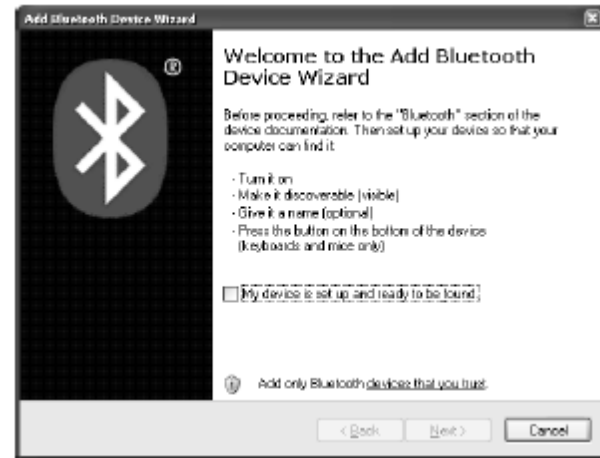 Add Bluetooth Device Wizard
®
Welcome to the Add Bluetooth
Device Wizard
Before proceeding, refer to the "Bluetooth" section of the
device documentation. Then set up your device so that your
computer can find it:
- Turn it on
- Make it discoverable (visible)
- Give it a name (optional)
- Press the button on the bottom of the device
(keyboards and mice only)
My device is set up and ready to be found.
Add only Bluetooth devices that you trust.
< Back
Next >
Cancel